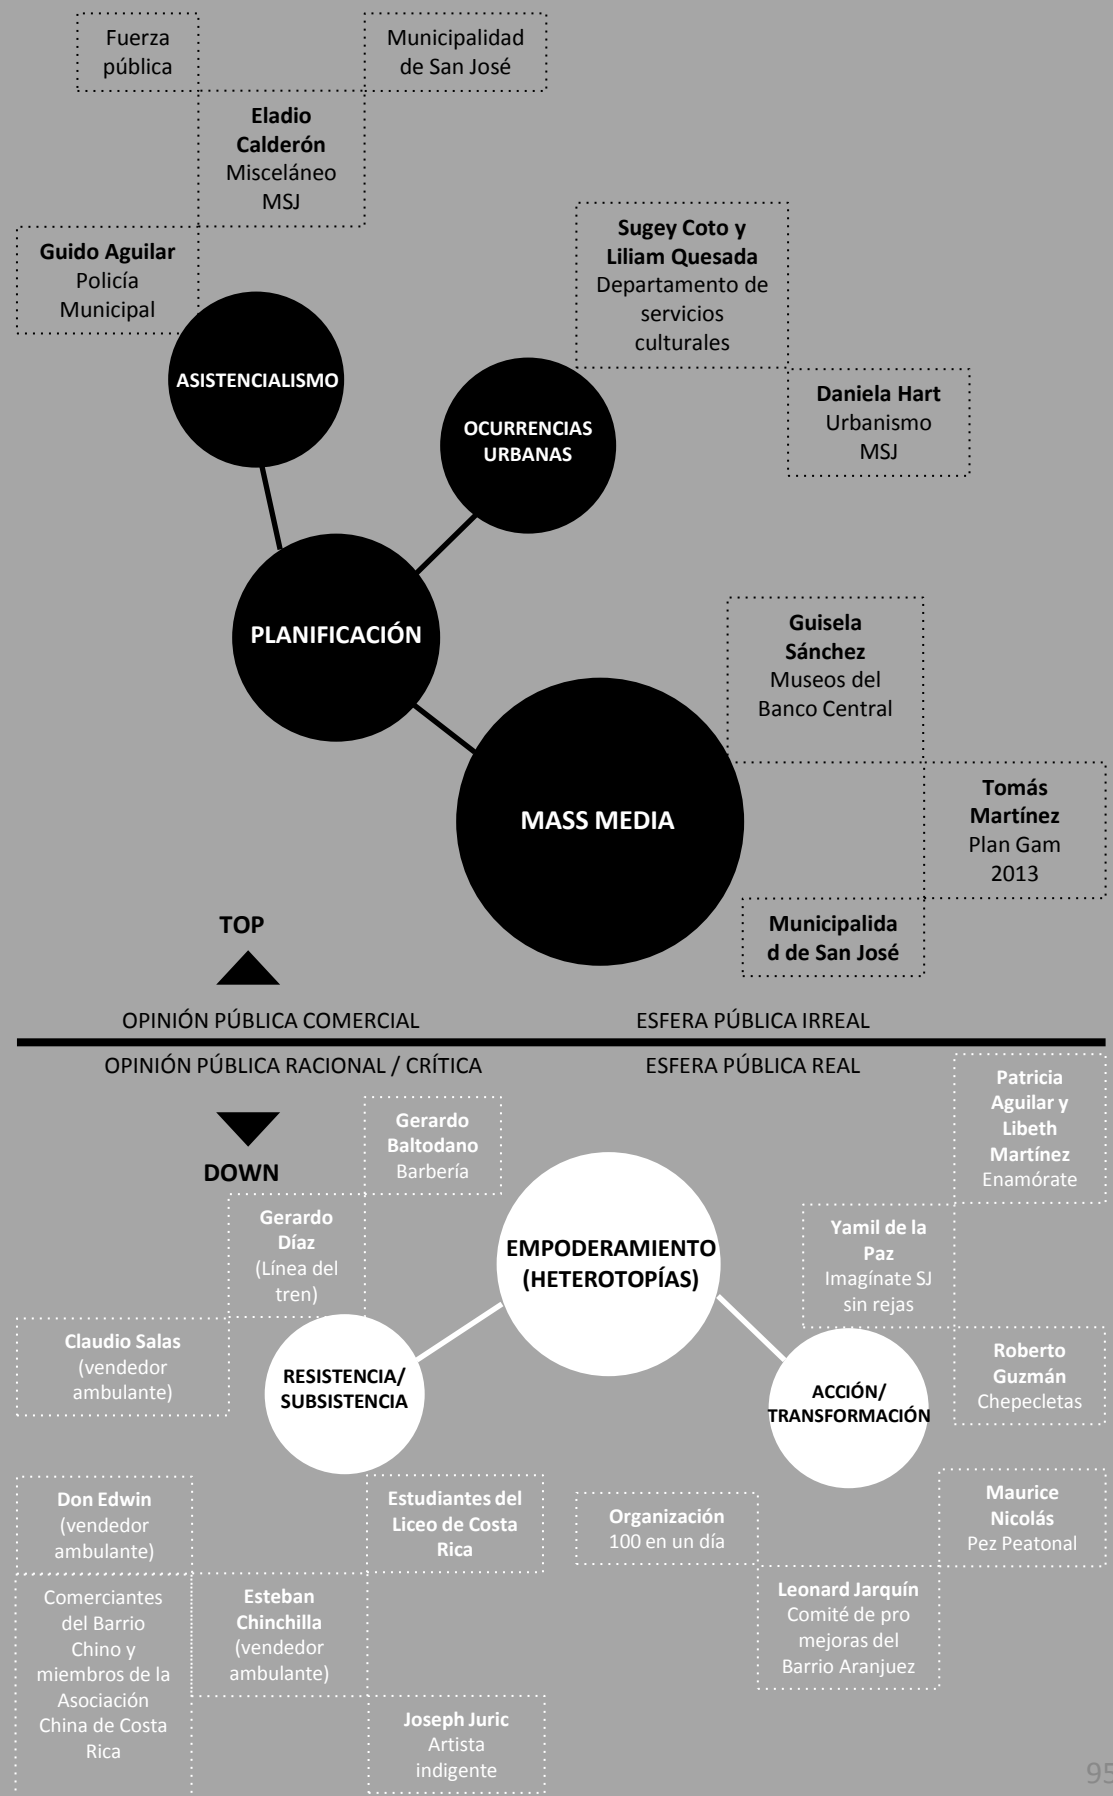 Fuerza
pública
Municipalidad
de San José
Eladio
Calderón
Misceláneo
MSJ
Guido Aguilar
Policía
Municipal
Sugey Coto y
Liliam Quesada
Departamento de
servicios
culturales
ASISTENCIALISMO
OCURRENCIAS
URBANAS
Daniela Hart
Urbanismo
MSJ
PLANIFICACIÓN
Guisela
Sánchez
Museos del
Banco Central
MASS MEDIA
Tomás
Martínez
Plan Gam
2013
Municipalida
d de San José
TOP
OPINIÓN PÚBLICA COMERCIAL
ESFERA PÚBLICA IRREAL
OPINIÓN PÚBLICA RACIONAL / CRÍTICA
ESFERA PÚBLICA REAL
DOWN
Patricia
Aguilar y
Libeth
Martínez
Enamórate
Gerardo
Baltodano
Barbería
Gerardo
Díaz
(Línea del
tren)
EMPODERAMIENTO
(HETEROTOPÍAS)
Yamil de la
Paz
Imagínate SJ
sin rejas
Claudio Salas
(vendedor
ambulante)
RESISTENCIA/
SUBSISTENCIA
ACCIÓN/
TRANSFORMACIÓN
Roberto
Guzmán
Chepecletas
Don Edwin
(vendedor
ambulante)
Estudiantes del
Liceo de Costa
Rica
Organización
100 en un día
Maurice
Nicolás
Pez Peatonal
Comerciantes
del Barrio
Chino y
miembros de la
Asociación
China de Costa
Rica
Esteban
Chinchilla
(vendedor
ambulante)
Leonard Jarquín
Comité de pro
mejoras del
Barrio Aranjuez
Joseph Juric
Artista
indigente
95